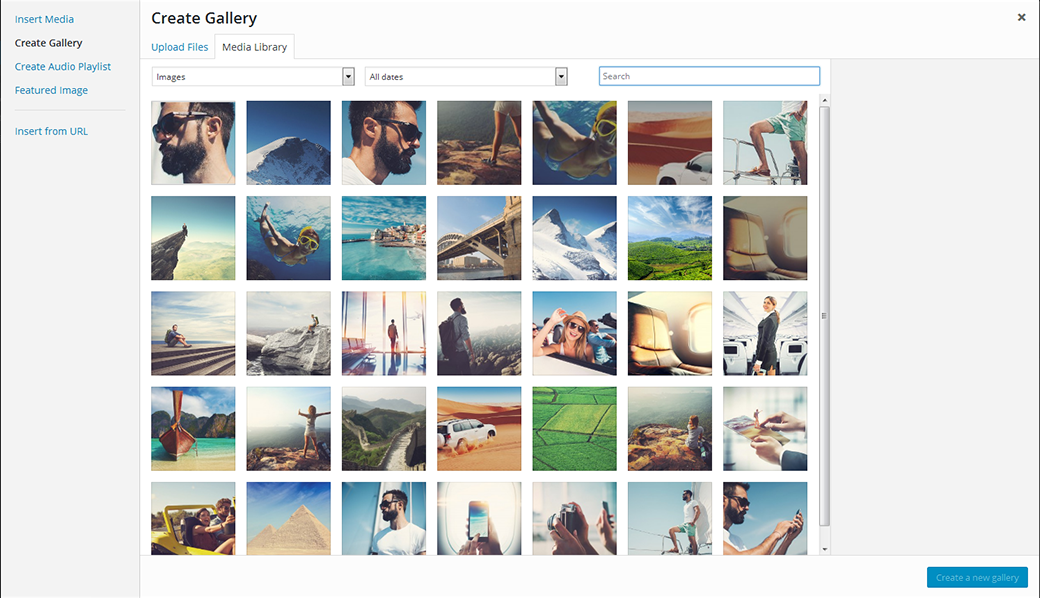 Insert Media
Create Gallery
Create Audio Playlist
Featured Image
Insert from URL
Create Gallery
Upload Files
Media Library
Images
All dates
Search
Create a new gallery